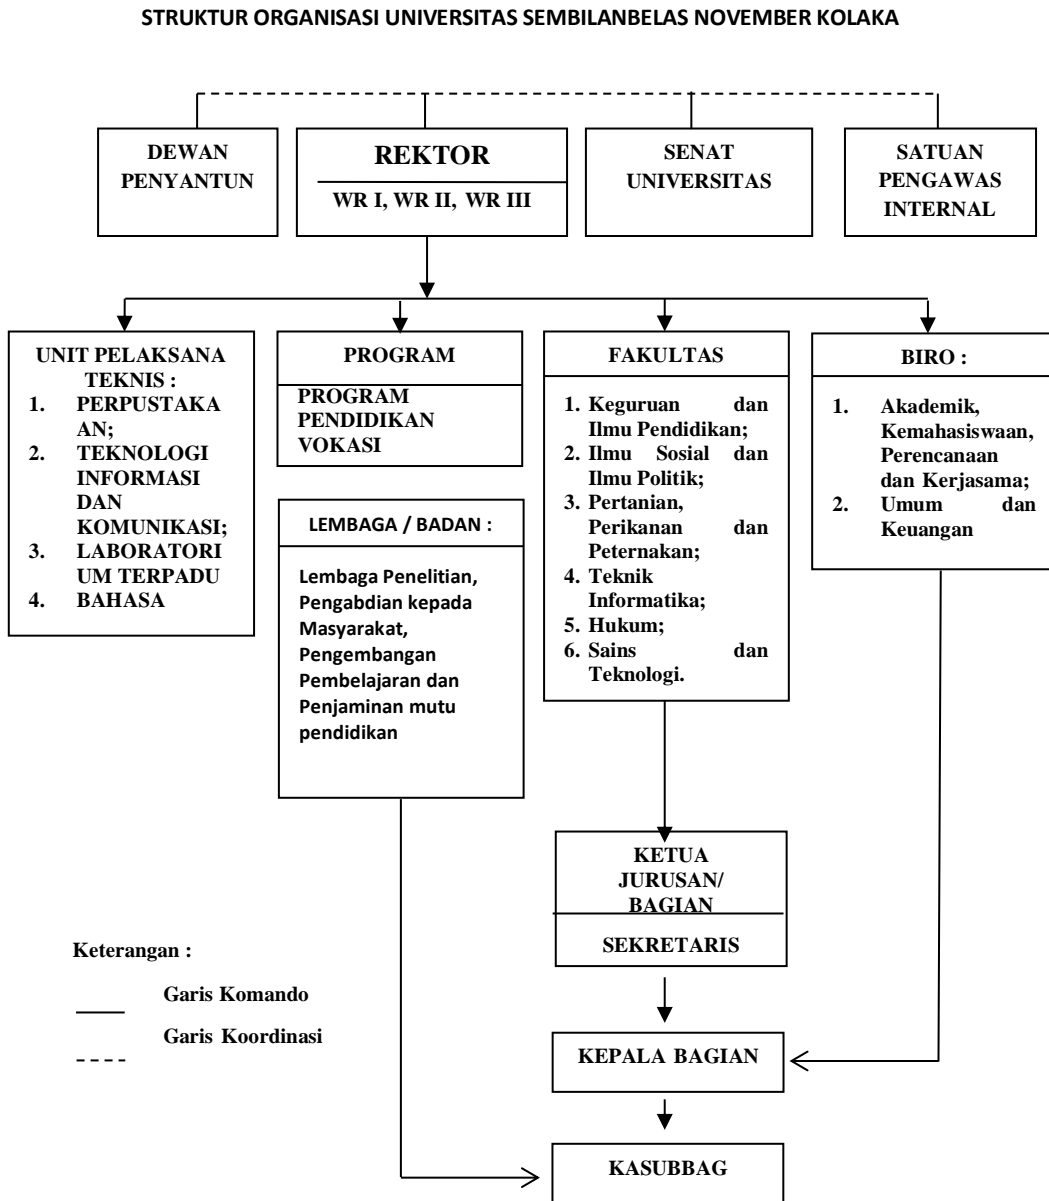 STRUKTUR ORGANISASI UNIVERSITAS SEMBILANBELAS NOVEMBER KOLAKA
DEWAN
PENYANTUN
REKTOR
WR I, WR II, WR III
SENAT
UNIVERSITAS
SATUAN
PENGAWAS
INTERNAL
UNIT PELAKSANA
TEKNIS :
1. PERPUSTAKA
AN;
2. TEKNOLOGI
INFORMASI
DAN
KOMUNIKASI;
3. LABORATORI
UM TERPADU
4. BAHASA
PROGRAM
PROGRAM
PENDIDIKAN
VOKASI
LEMBAGA / BADAN :
Lembaga Penelitian,
Pengabdian kepada
Masyarakat,
Pengembangan
Pembelajaran dan
Penjaminan mutu
pendidikan
FAKULTAS
1. Keguruan dan
Ilmu Pendidikan;
2. Ilmu Sosial dan
Ilmu Politik;
3. Pertanian,
Perikanan dan
Peternakan;
4. Teknik
Informatika;
5. Hukum;
6. Sains dan
Teknologi.
BIRO :
1. Akademik,
Kemahasiswaan,
Perencanaan
dan Kerjasama;
2. Umum dan
Keuangan
KETUA
JURUSAN/
BAGIAN
SEKRETARIS
Keterangan :
Garis Komando
Garis Koordinasi
KEPALA BAGIAN
KASUBBAG